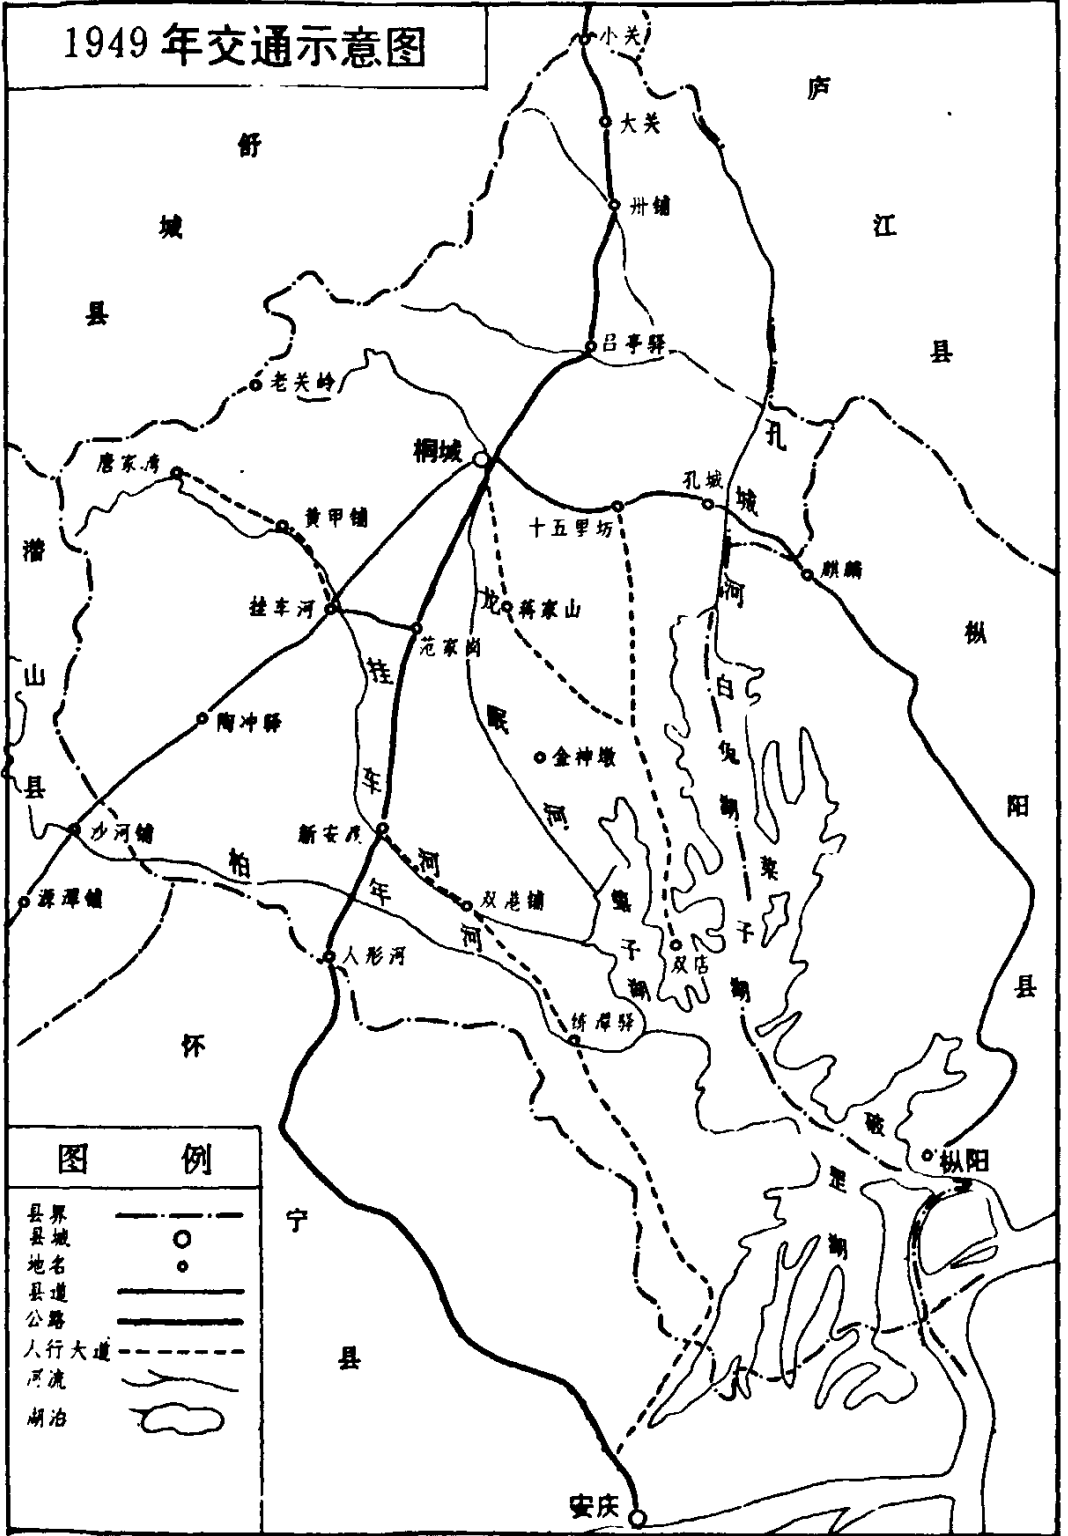 1949年交通示意图
小关
庐江县
大关
舒城县
卅铺
吕亭驿
老关岭
桐城
孔城河
唐家湾
孔城
黄甲铺
十五里坊
潜山县
麒麟
挂车河
蒋家山
范家岗
枞阳县
挂车河
龙眠河
白兔湖
陶冲驿
金神墩
沙河铺
新安渡
柏年河
菜子湖
源潭铺
双港铺
子湖
人形河
双店
练潭驿
怀宁县
破罡湖
枞阳
安庆
图例
县界
县城
地名
县道
公路
人行大道
河流
湖泊